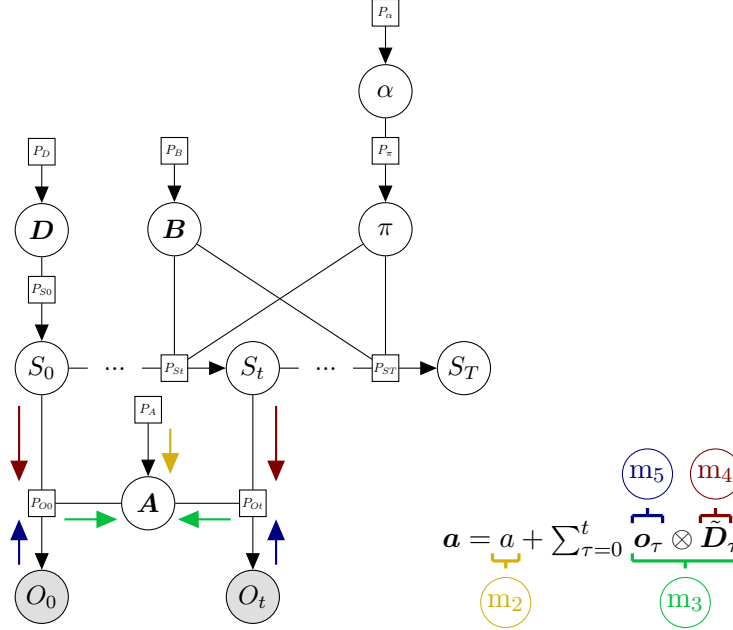 P_α
α
P_D P_B P_π
D B π
P_S0
S_0 ... P_St S_t ... P_ST S_T
P_A
m_5 m_4
P_O0 A P_Ot
a = a + ∑_{τ=0}^{t} o_τ ⊗ D̃_τ
O_0 O_t m_2 m_3